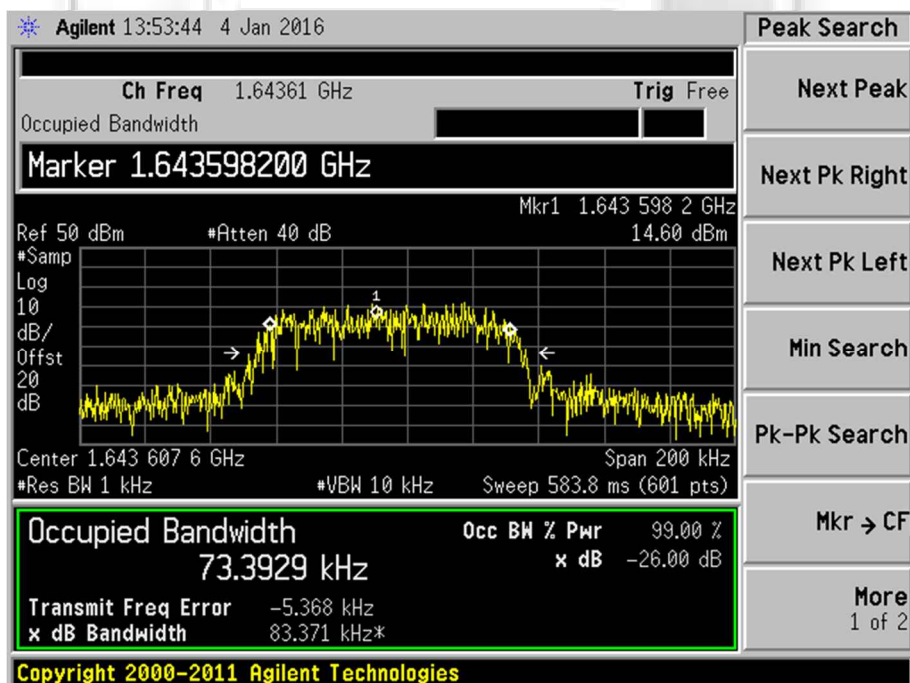 Agilent 13:53:44 4 Jan 2016
Peak Search
Ch Freq 1.64361 GHz Trig Free
Occupied Bandwidth
Marker 1.643598200 GHz
Mkr1 1.643 598 2 GHz
Ref 50 dBm #Atten 40 dB 14.60 dBm
#Samp
Log
10
dB/
Offst
20
dB
1
Center 1.643 607 6 GHz Span 200 kHz
#Res BW 1 kHz #VBW 10 kHz Sweep 583.8 ms (601 pts)
Occupied Bandwidth
73.3929 kHz
Occ BW % Pwr 99.00 %
x dB -26.00 dB
Transmit Freq Error -5.368 kHz
x dB Bandwidth 83.371 kHz*
Copyright 2000-2011 Agilent Technologies
Next Peak
Next Pk Right
Next Pk Left
Min Search
Pk-Pk Search
Mkr → CF
More
1 of 2